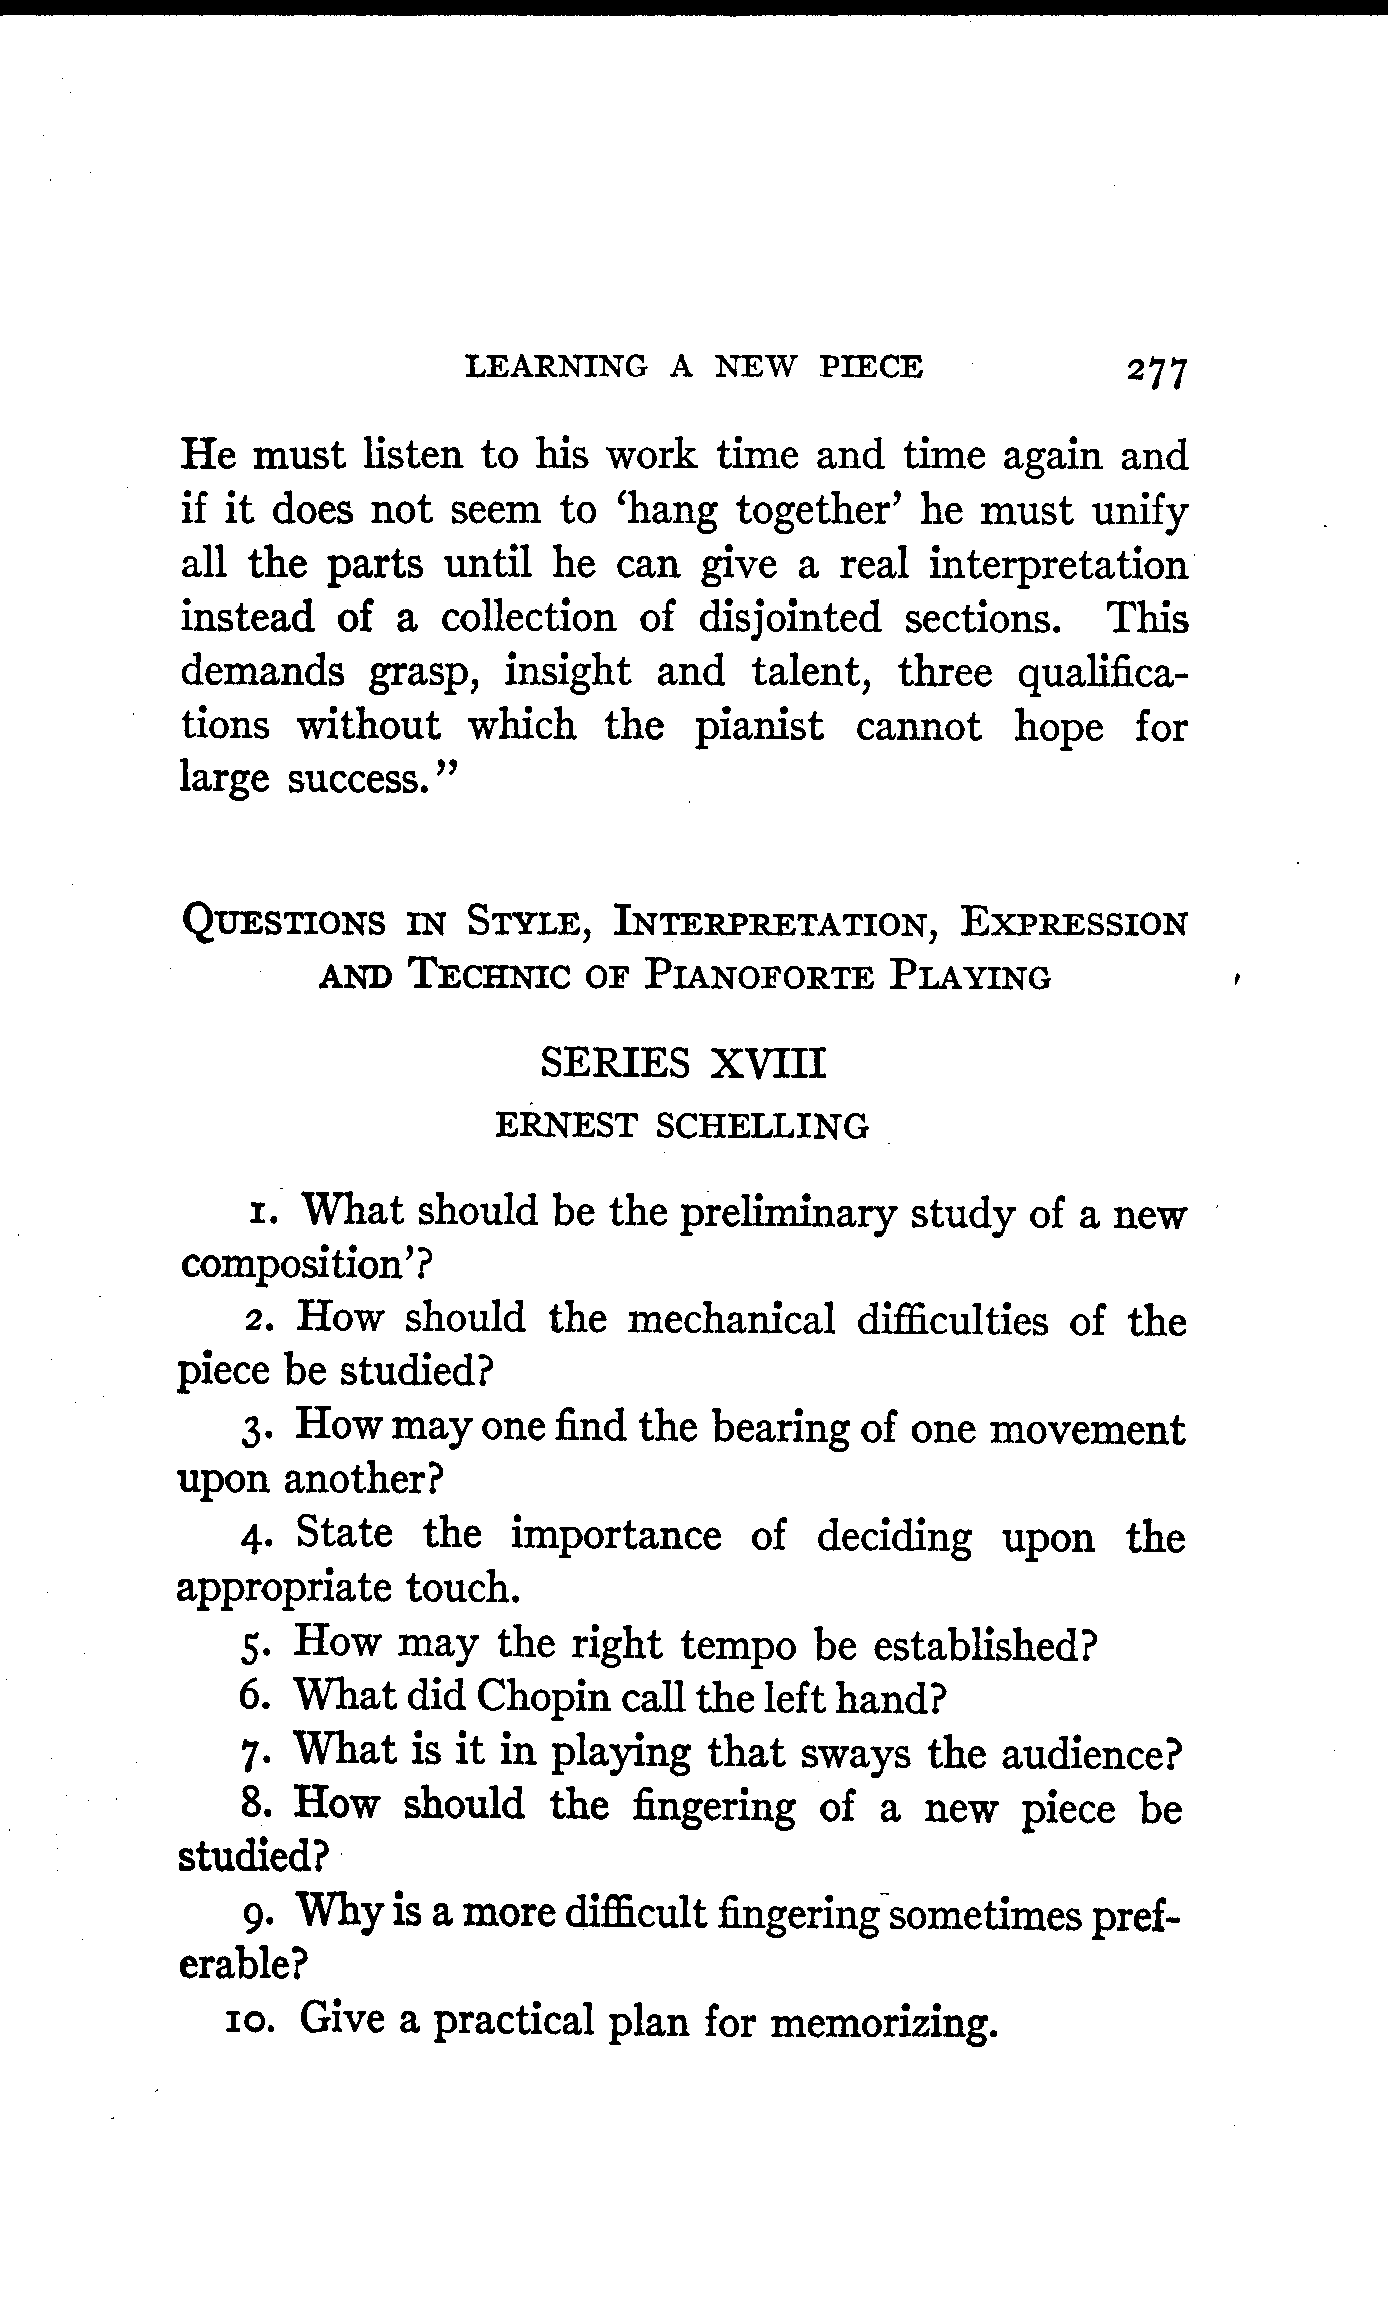 LEARNING A NEW PIECE 277
He must listen to his work time and time again and
if it does not seem to ‘hang together’ he must unify
all the parts until he can give a real interpretation
instead of a collection of disjointed sections. This
demands grasp, insight and talent, three qualifica-
tions without which the pianist cannot hope for
large success.”
QUESTIONS IN STYLE, INTERPRETATION, EXPRESSION
AND TECHNIC OF PIANOFORTE PLAYING
SERIES XVIII
ERNEST SCHELLING
1. What should be the preliminary study of a new
composition'?
2. How should the mechanical difficulties of the
piece be studied?
3. How may one find the bearing of one movement
upon another?
4. State the importance of deciding upon the
appropriate touch.
5. How may the right tempo be established?
6. What did Chopin call the left hand?
7. What is it in playing that sways the audience?
8. How should the fingering of a new piece be
studied?
9. Why is a more difficult fingering sometimes pref-
erable?
10. Give a practical plan for memorizing.